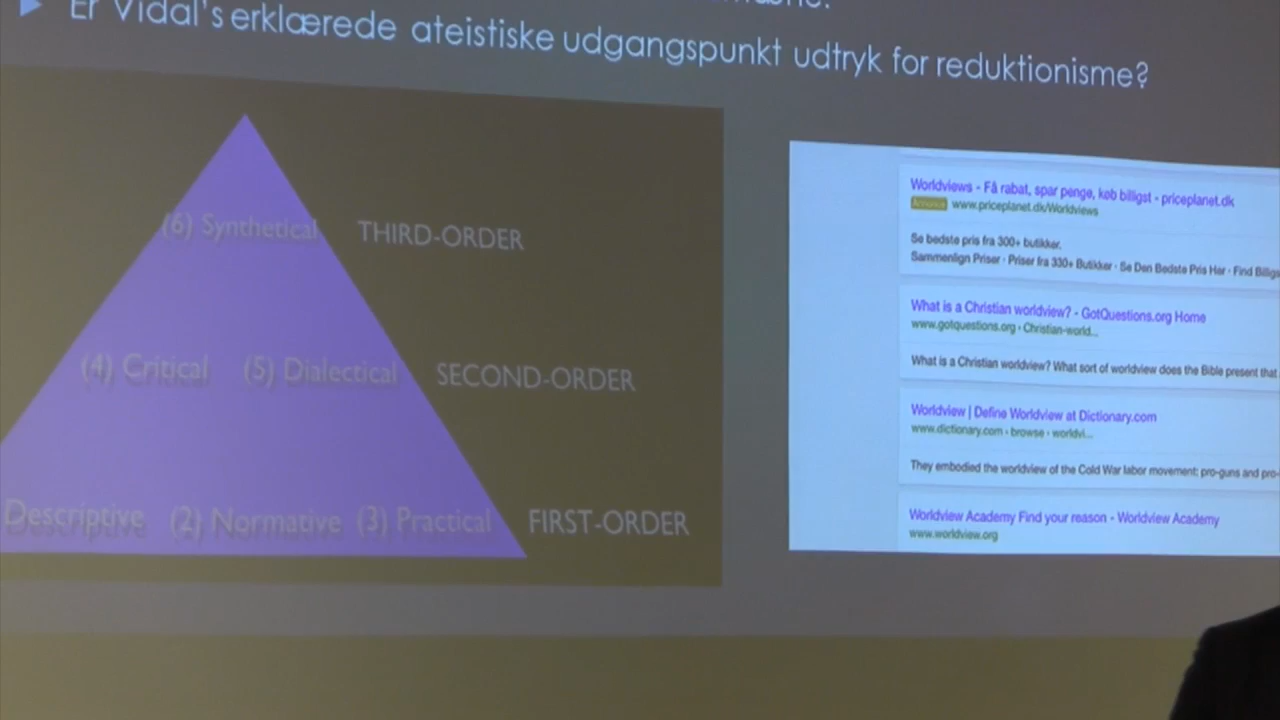 Er Vidal's erklærede ateistiske udgangspunkt udtryk for reduktionisme?
(6) Synthetical THIRD-ORDER
(4) Critical (5) Dialectical SECOND-ORDER
Descriptive (2) Normative (3) Practical FIRST-ORDER
Worldviews - Få rabat, spar penge, køb billigst - priceplanet.dk
Annonce www.priceplanet.dk/Worldviews
Se bedste pris fra 300+ butikker.
Sammenlign Priser · Priser fra 330+ Butikker · Se Den Bedste Pris Her · Find Billigs
What is a Christian worldview? - GotQuestions.org Home
www.gotquestions.org › Christian-world...
What is a Christian worldview? What sort of worldview does the Bible present that
Worldview | Define Worldview at Dictionary.com
www.dictionary.com › browse › worldvi...
They embodied the worldview of the Cold War labor movement: pro-guns and pro-
Worldview Academy Find your reason - Worldview Academy
www.worldview.org